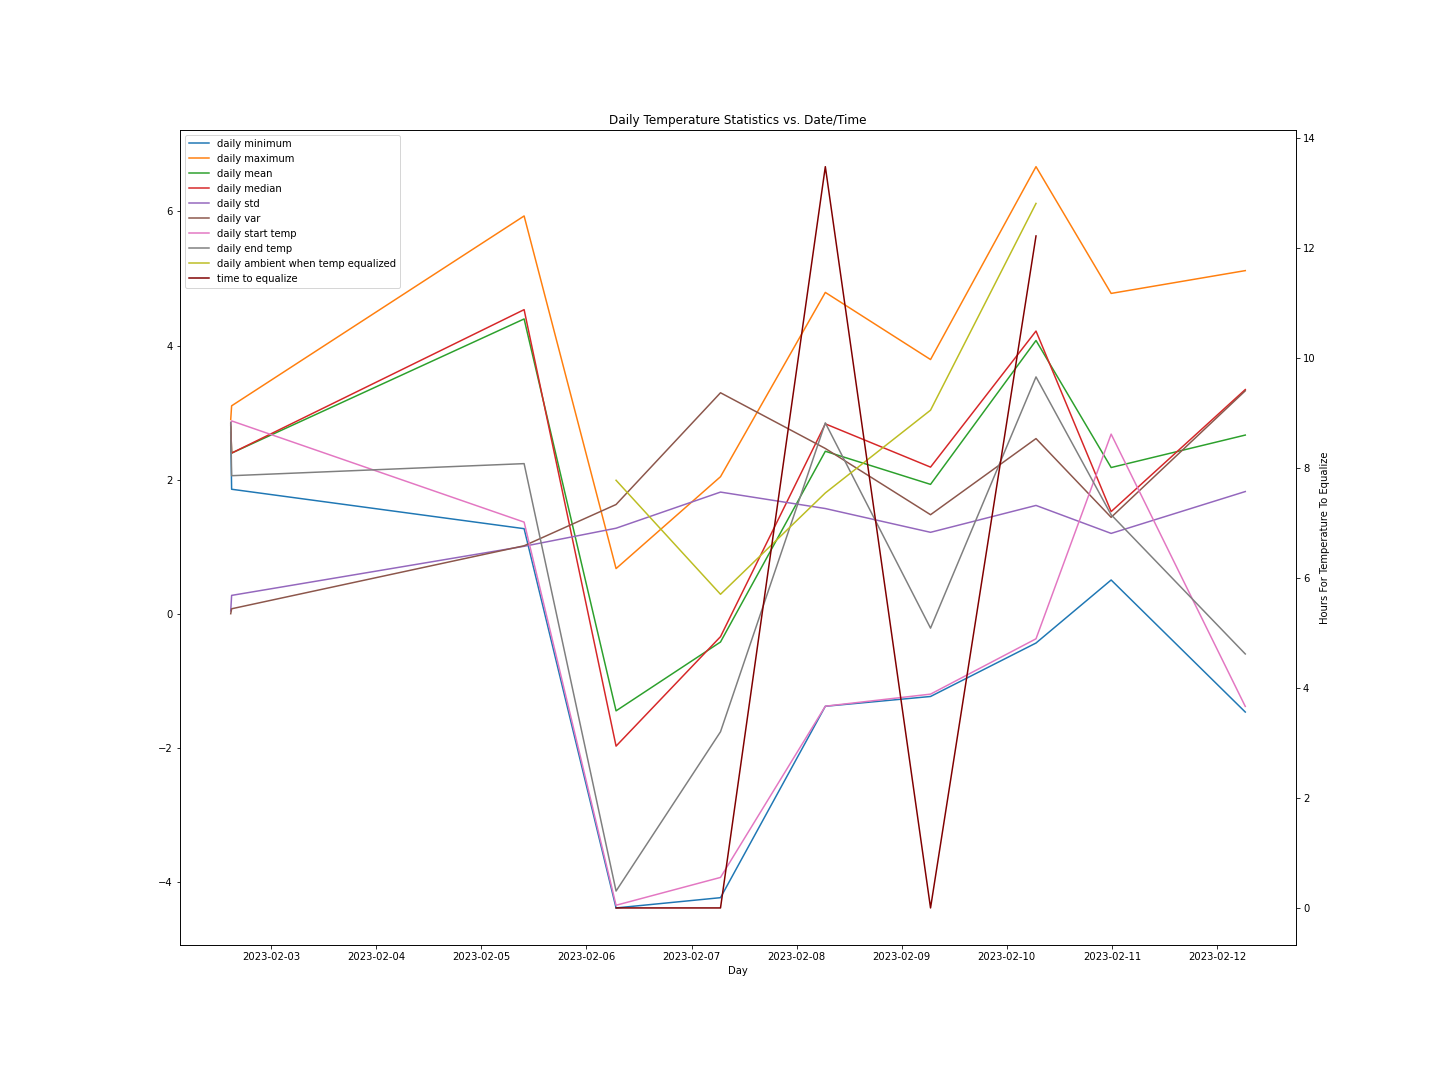 Daily Temperature Statistics vs. Date/Time
daily minimum
daily maximum
daily mean
daily median
daily std
daily var
daily start temp
daily end temp
daily ambient when temp equalized
time to equalize
6
4
2
0
−2
−4
14
12
10
8
6
4
2
0
Hours For Temperature To Equalize
2023-02-03 2023-02-04 2023-02-05 2023-02-06 2023-02-07 2023-02-08 2023-02-09 2023-02-10 2023-02-11 2023-02-12
Day